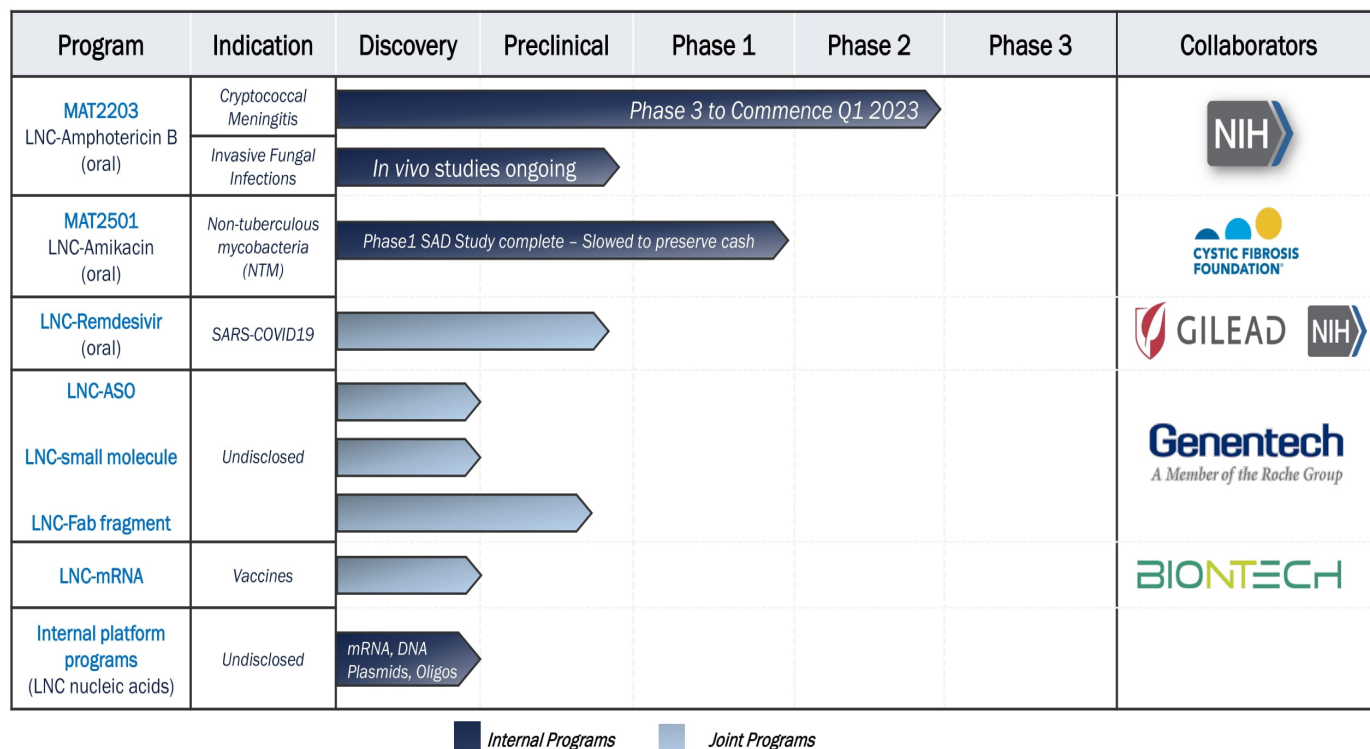 Program
Indication
Discovery
Preclinical
Phase 1
Phase 2
Phase 3
Collaborators
MAT2203
LNC-Amphotericin B
(oral)
Cryptococcal
Meningitis
Phase 3 to Commence Q1 2023
NIH
Invasive Fungal
Infections
In vivo studies ongoing
MAT2501
LNC-Amikacin
(oral)
Non-tuberculous
mycobacteria
(NTM)
Phase1 SAD Study complete – Slowed to preserve cash
CYSTIC FIBROSIS
FOUNDATION®
LNC-Remdesivir
(oral)
SARS-COVID19
GILEAD
NIH
LNC-ASO
LNC-small molecule
LNC-Fab fragment
Undisclosed
Genentech
A Member of the Roche Group
LNC-mRNA
Vaccines
BIONTECH
Internal platform
programs
(LNC nucleic acids)
Undisclosed
mRNA, DNA
Plasmids, Oligos
Internal Programs
Joint Programs